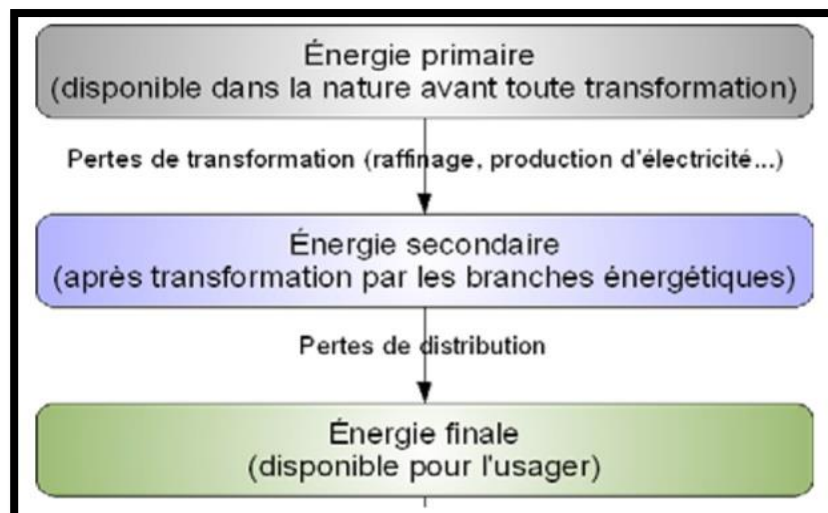 Énergie primaire
(disponible dans la nature avant toute transformation)
Pertes de transformation (raffinage, production d'électricité...)
Énergie secondaire
(après transformation par les branches énergétiques)
Pertes de distribution
Énergie finale
(disponible pour l'usager)